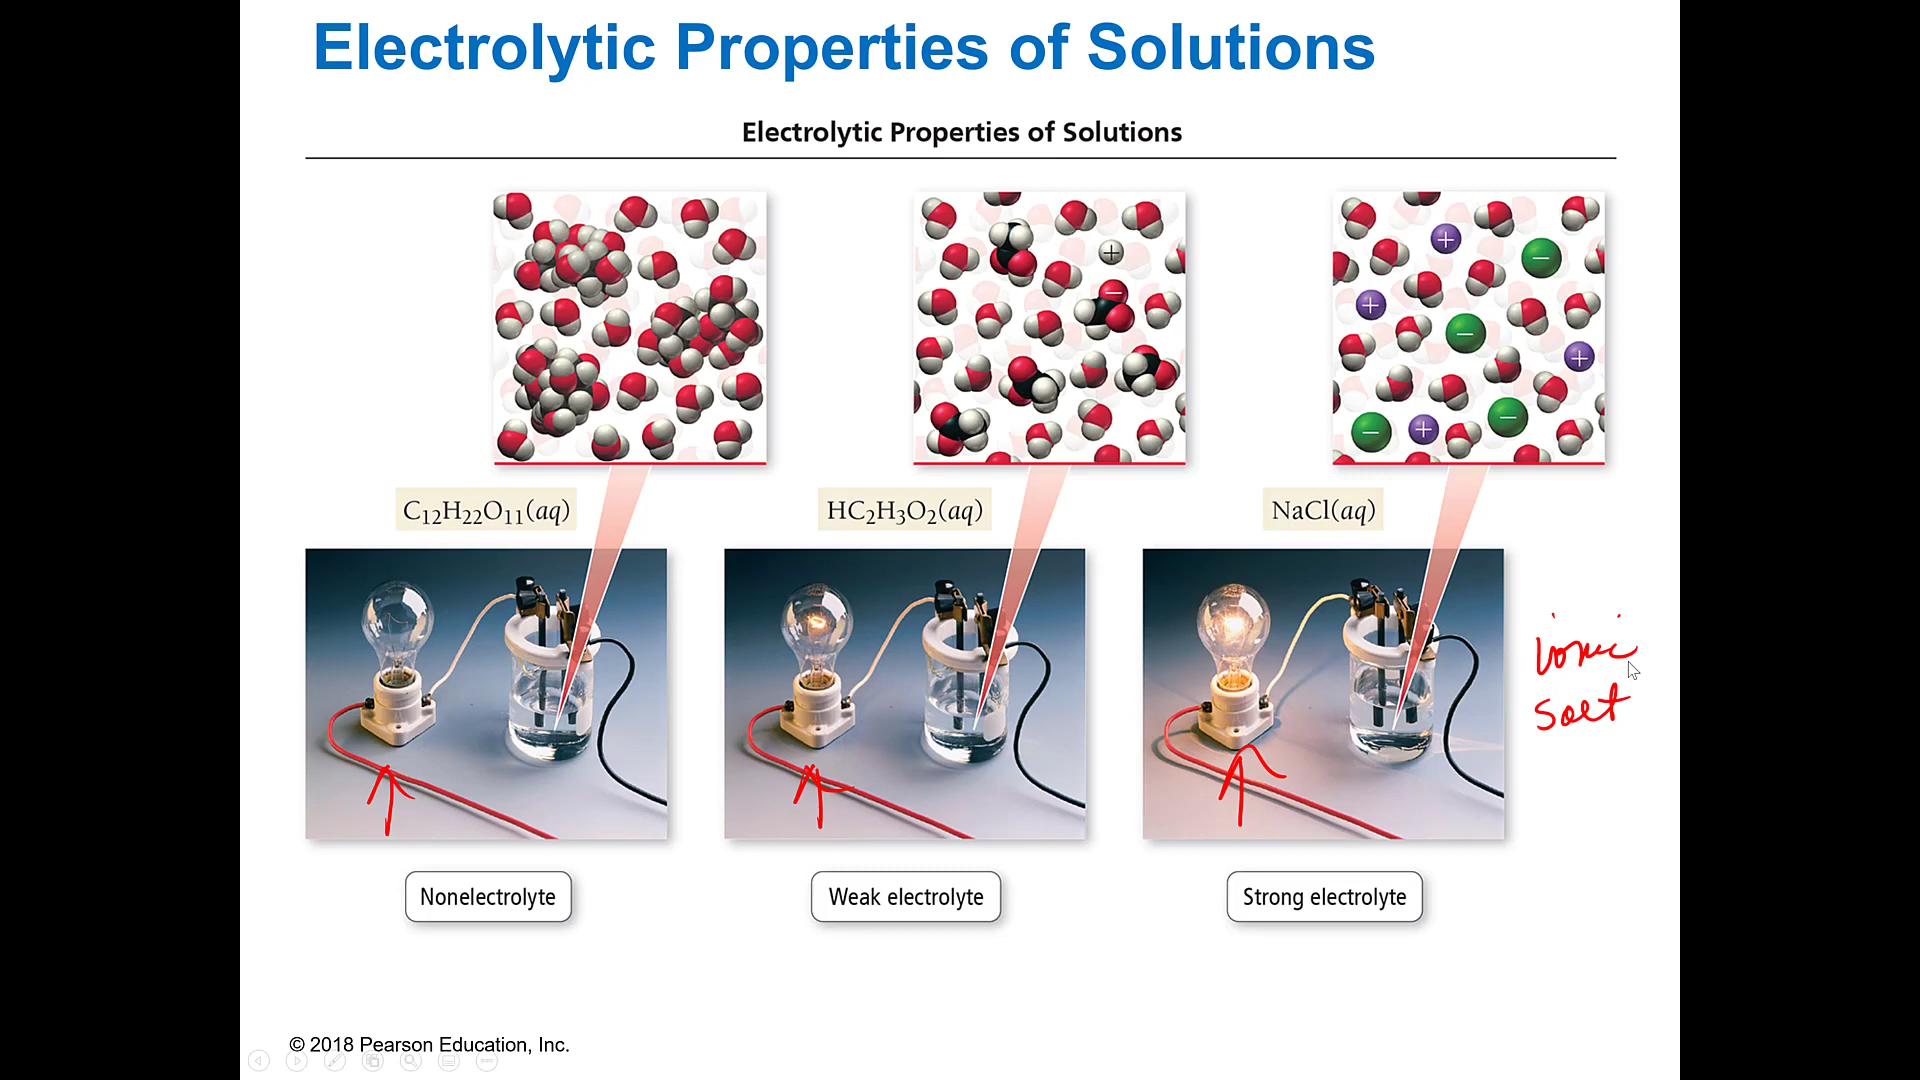 Electrolytic Properties of Solutions
Electrolytic Properties of Solutions
+
−
+
−
+
−
+
−
+
−
C₁₂H₂₂O₁₁(aq)
HC₂H₃O₂(aq)
NaCl(aq)
ionic
salt
Nonelectrolyte
Weak electrolyte
Strong electrolyte
© 2018 Pearson Education, Inc.